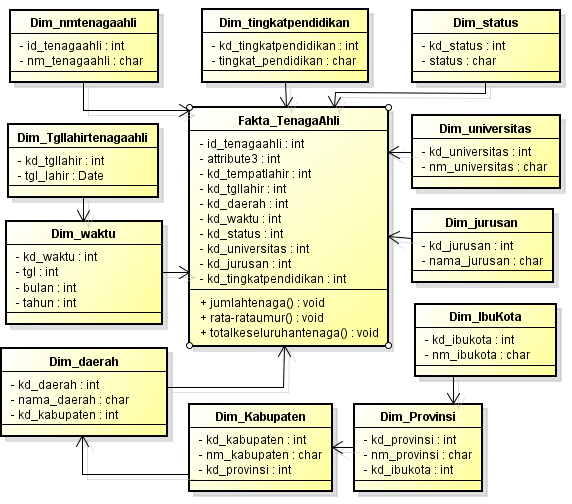 Dim_nmtenagaahli
- id_tenagaahli : int
- nm_tenagaahli : char
Dim_tingkatpendidikan
- kd_tingkatpendidikan : int
- tingkat_pendidikan : char
Dim_status
- kd_status : int
- status : char
Dim_Tgllahirtenagaahli
- kd_tgllahir : int
- tgl_lahir : Date
Fakta_TenagaAhli
- id_tenagaahli : int
- attribute3 : int
- kd_tempatlahir : int
- kd_tgllahir : int
- kd_daerah : int
- kd_waktu : int
- kd_status : int
- kd_universitas : int
- kd_jurusan : int
- kd_tingkatpendidikan : int
+ jumlahtenaga() : void
+ rata-rataumur() : void
+ totalkeseluruhantenaga() : void
Dim_universitas
- kd_universitas : int
- nm_universitas : char
Dim_waktu
- kd_waktu : int
- tgl : int
- bulan : int
- tahun : int
Dim_jurusan
- kd_jurusan : int
- nama_jurusan : char
Dim_IbuKota
- kd_ibukota : int
- nm_ibukota : char
Dim_daerah
- kd_daerah : int
- nama_daerah : char
- kd_kabupaten : int
Dim_Kabupaten
- kd_kabupaten : int
- nm_kabupaten : char
- kd_provinsi : int
Dim_Provinsi
- kd_provinsi : int
- nm_provinsi : char
- kd_ibukota : int